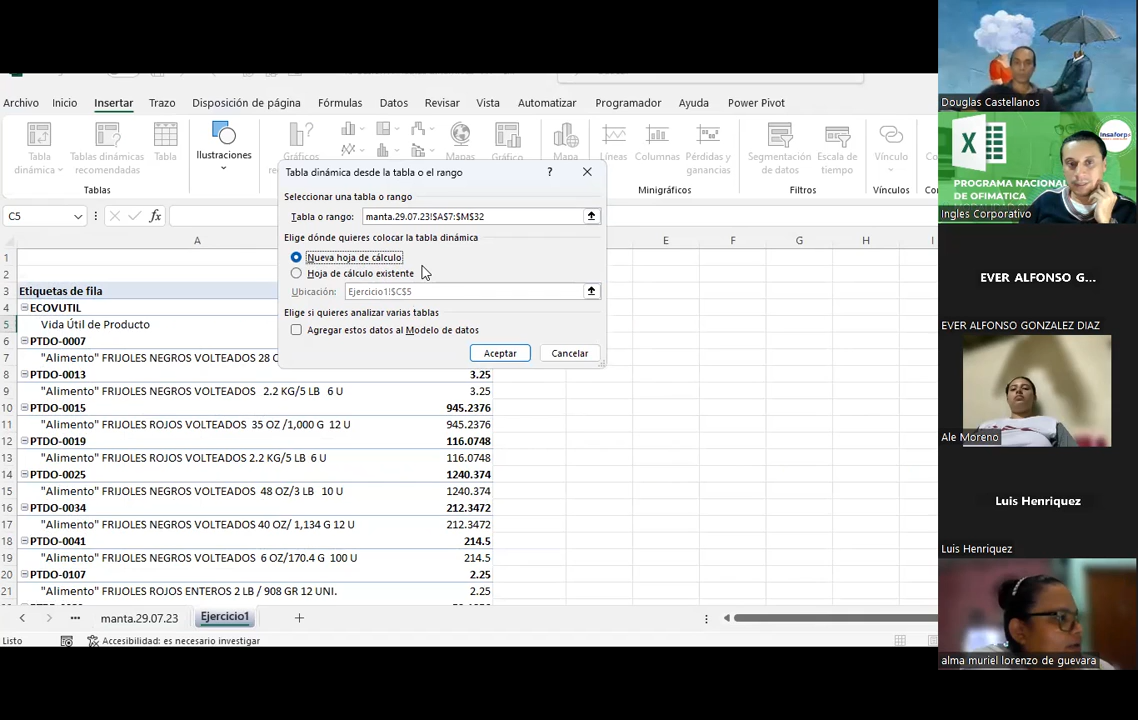 Archivo Inicio Insertar Trazo Disposición de página Fórmulas Datos Revisar Vista Automatizar Programador Ayuda Power Pivot
Tabla dinámica
Tablas dinámicas recomendadas
Tabla
Ilustraciones
Gráficos
Mapas
Gráfico
Mapa
Líneas
Columnas
Pérdidas y ganancias
Segmentación de datos
Escala de tiempo
Vínculo
Tablas
Minigráficos
Filtros
Vínculos
C5
fx
Tabla dinámica desde la tabla o el rango
?
Seleccionar una tabla o rango
Tabla o rango: manta.29.07.23!$A$7:$M$32
Elige dónde quieres colocar la tabla dinámica
Nueva hoja de cálculo
Hoja de cálculo existente
Ubicación: Ejercicio1!$C$5
Elige si quieres analizar varias tablas
Agregar estos datos al Modelo de datos
Aceptar Cancelar
A E F G H I
1
2
3 Etiquetas de fila
4 ECOVUTIL
5 Vida Útil de Producto
6 PTDO-0007
7 "Alimento" FRIJOLES NEGROS VOLTEADOS 28 O
8 PTDO-0013 3.25
9 "Alimento" FRIJOLES NEGROS VOLTEADOS 2.2 KG/5 LB 6 U 3.25
10 PTDO-0015 945.2376
11 "Alimento" FRIJOLES ROJOS VOLTEADOS 35 OZ /1,000 G 12 U 945.2376
12 PTDO-0019 116.0748
13 "Alimento" FRIJOLES ROJOS VOLTEADOS 2.2 KG/5 LB 6 U 116.0748
14 PTDO-0025 1240.374
15 "Alimento" FRIJOLES NEGROS VOLTEADOS 48 OZ/3 LB 10 U 1240.374
16 PTDO-0034 212.3472
17 "Alimento" FRIJOLES NEGROS VOLTEADOS 40 OZ/ 1,134 G 12 U 212.3472
18 PTDO-0041 214.5
19 "Alimento" FRIJOLES NEGROS VOLTEADOS 6 OZ/170.4 G 100 U 214.5
20 PTDO-0107 2.25
21 "Alimento" FRIJOLES ROJOS ENTEROS 2 LB / 908 GR 12 UNI. 2.25
manta.29.07.23 Ejercicio1
Listo
Accesibilidad: es necesario investigar
Douglas Castellanos
X
insaforp
PROGRAMA NACIONAL
DE OFIMÁTICA
Ingles Corporativo
EVER ALFONSO G...
EVER ALFONSO GONZALEZ DIAZ
Ale Moreno
Luis Henriquez
Luis Henriquez
alma muriel lorenzo de guevara